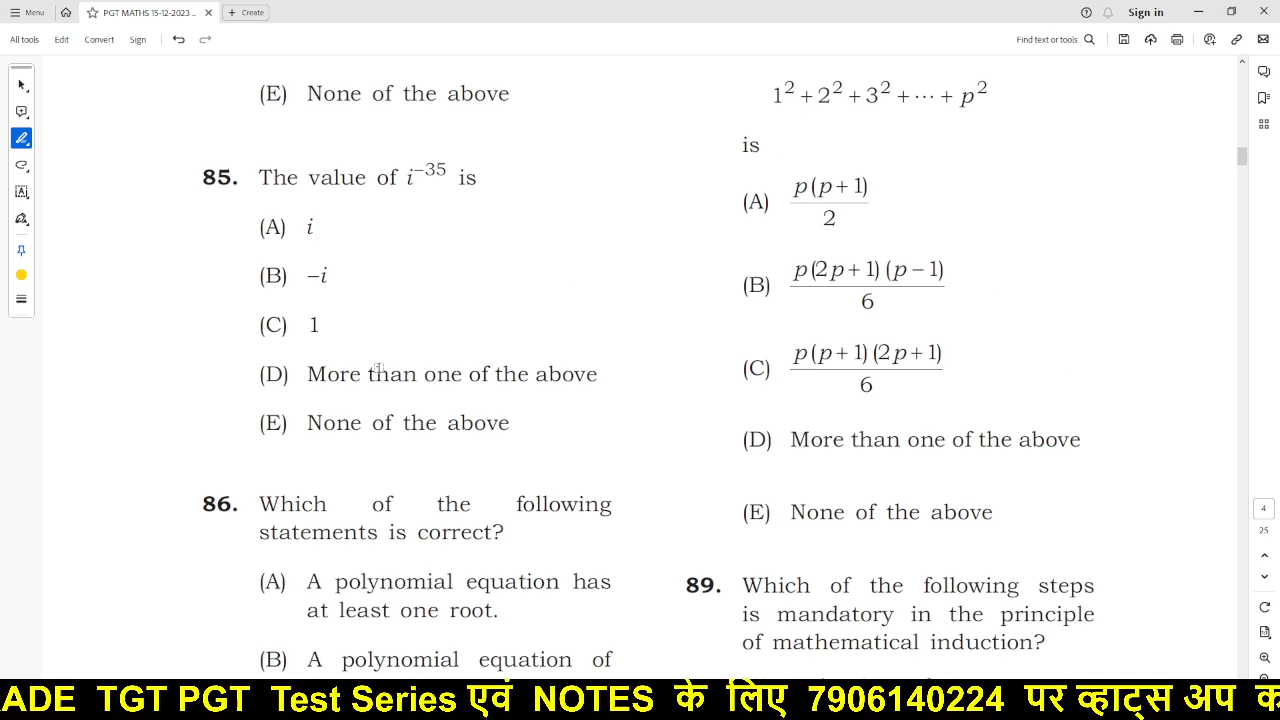 Menu
PGT MATHS 15-12-2023 ...
Create
Sign in
All tools Edit Convert Sign
Find text or tools
(E) None of the above
85. The value of i⁻³⁵ is
(A) i
(B) −i
(C) 1
(D) More than one of the above
(E) None of the above
86. Which of the following
statements is correct?
(A) A polynomial equation has
at least one root.
(B) A polynomial equation of
1² + 2² + 3² + ⋯ + p²
is
(A) p(p + 1)
2
(B) p(2p + 1)(p − 1)
6
(C) p(p + 1)(2p + 1)
6
(D) More than one of the above
(E) None of the above
89. Which of the following steps
is mandatory in the principle
of mathematical induction?
4
25
ADE TGT PGT Test Series एवं NOTES के लिए 7906140224 पर व्हाट्स अप क